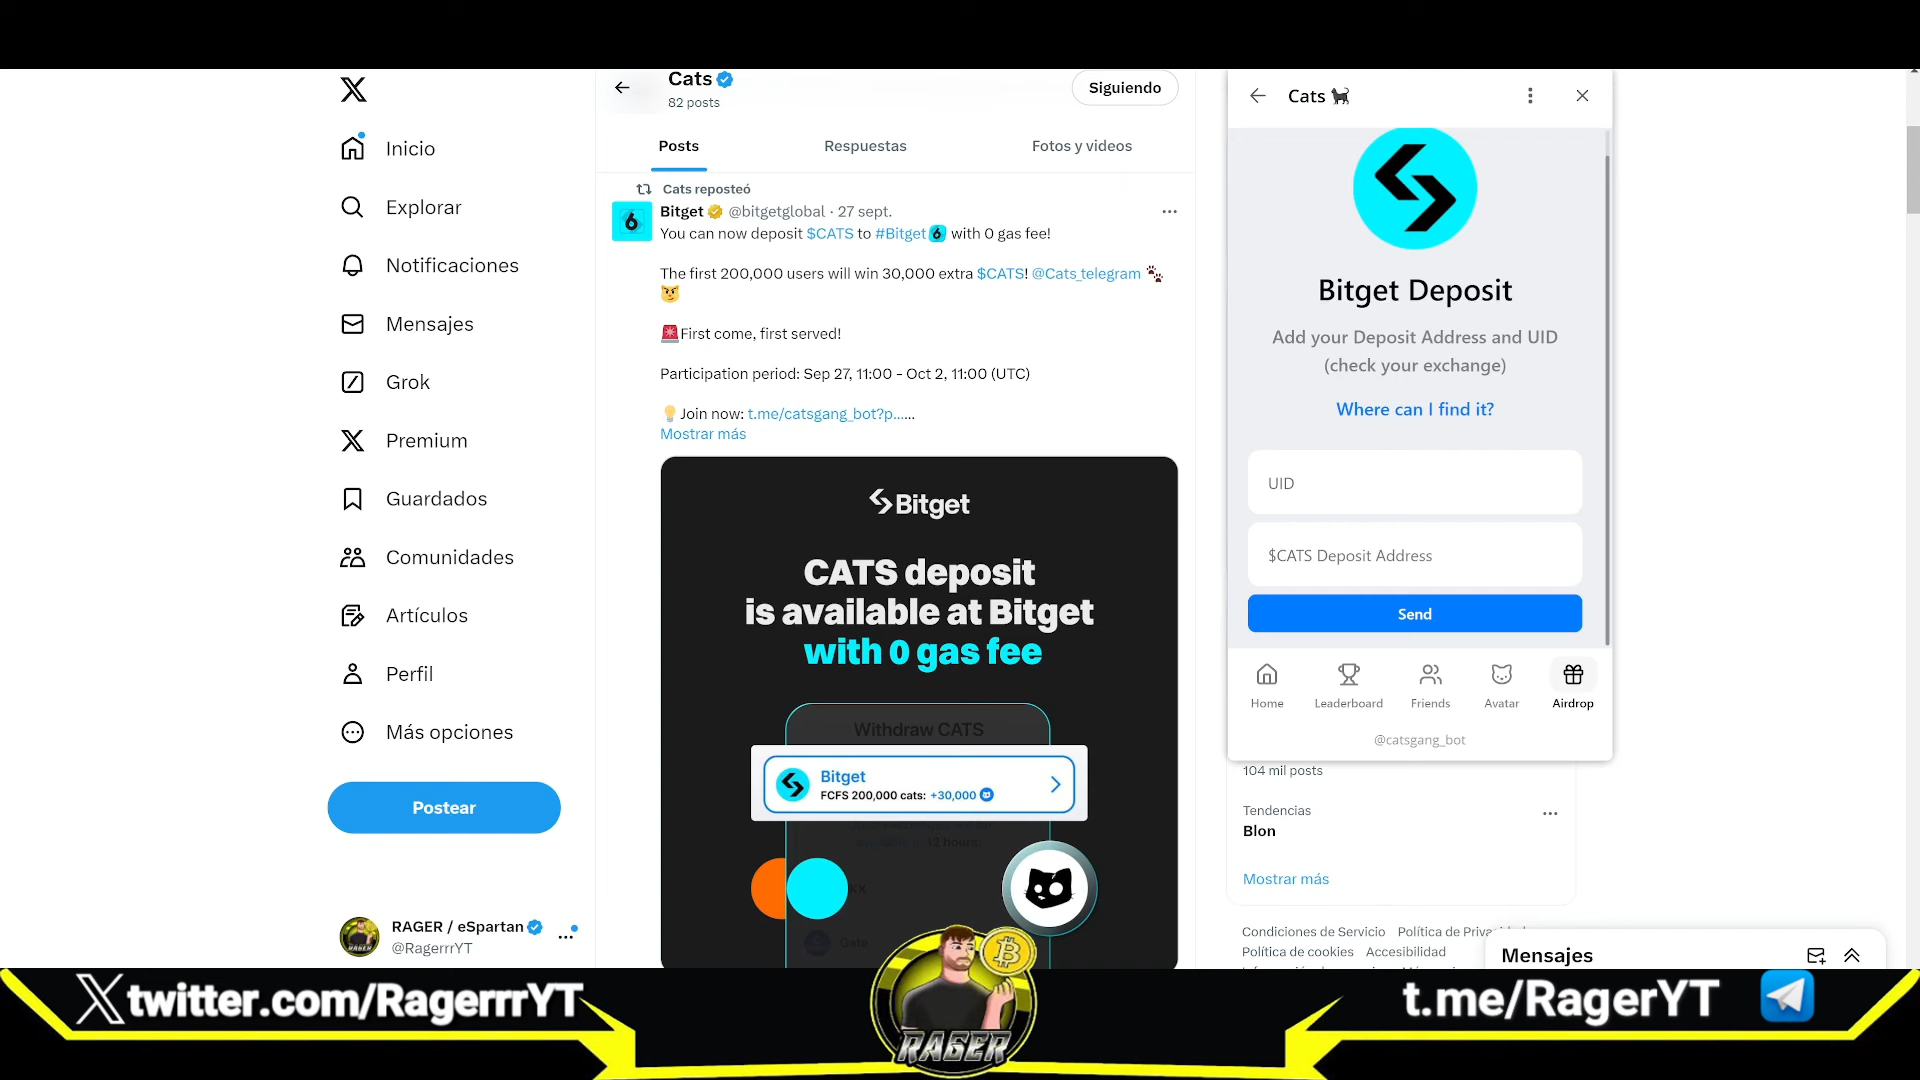 Inicio
Explorar
Notificaciones
Mensajes
Grok
Premium
Guardados
Comunidades
Artículos
Perfil
Más opciones
Postear
RAGER / eSpartan
@RagerrrYT
Cats
82 posts
Siguiendo
Posts
Respuestas
Fotos y videos
Cats reposteó
Bitget @bitgetglobal · 27 sept.
You can now deposit $CATS to #Bitget with 0 gas fee!
The first 200,000 users will win 30,000 extra $CATS! @Cats_telegram
First come, first served!
Participation period: Sep 27, 11:00 - Oct 2, 11:00 (UTC)
Join now: t.me/catsgang_bot?p......
Mostrar más
Bitget
CATS deposit
is available at Bitget
with 0 gas fee
Withdraw CATS
Bitget
FCFS 200,000 cats: +30,000
12 hours.
Gate
Cats
Bitget Deposit
Add your Deposit Address and UID
(check your exchange)
Where can I find it?
UID
$CATS Deposit Address
Send
Home
Leaderboard
Friends
Avatar
Airdrop
@catsgang_bot
104 mil posts
Tendencias
Blon
Mostrar más
Condiciones de Servicio
Política de
Política de cookies
Accesibilidad
Mensajes
twitter.com/RagerrrYT
RAGER
t.me/RagerYT